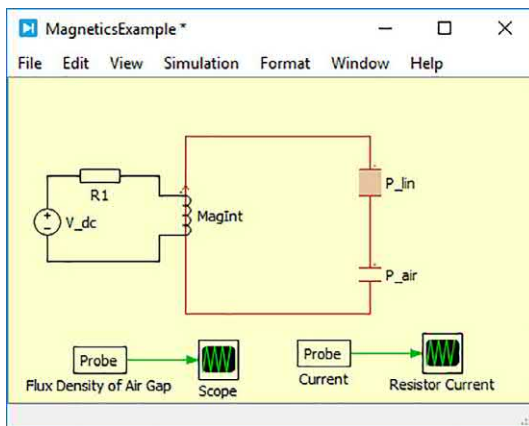 MagneticsExample *
File Edit View Simulation Format Window Help
P_lin
R1
MagInt
V_dc
P_air
Probe
Flux Density of Air Gap
Scope
Probe
Current
Resistor Current